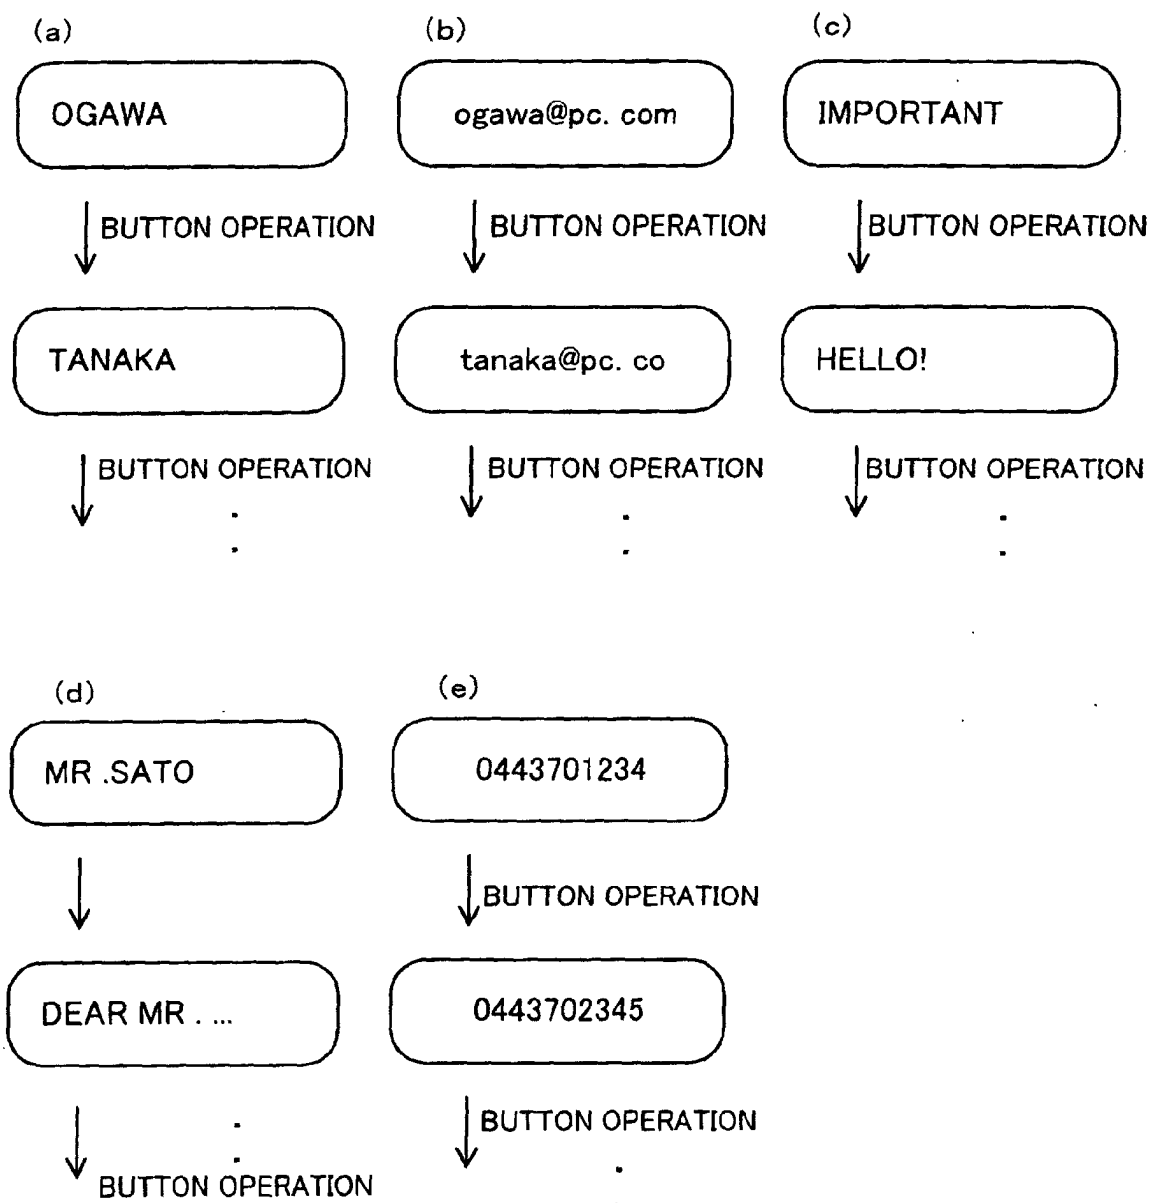 (a)
OGAWA
BUTTON OPERATION
TANAKA
BUTTON OPERATION
(b)
ogawa@pc. com
BUTTON OPERATION
tanaka@pc. co
BUTTON OPERATION
(c)
IMPORTANT
BUTTON OPERATION
HELLO!
BUTTON OPERATION
(d)
MR .SATO
DEAR MR . ...
BUTTON OPERATION
(e)
0443701234
BUTTON OPERATION
0443702345
BUTTON OPERATION